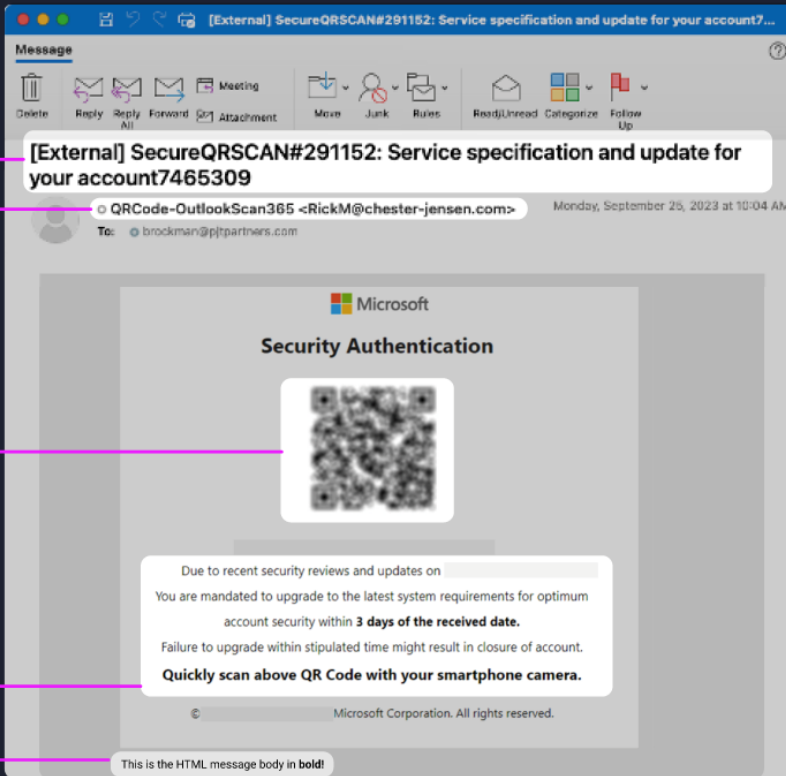 [External] SecureQRSCAN#291152: Service specification and update for your account7...
Message
Delete
Reply
Reply All
Forward
Meeting
Attachment
Move
Junk
Rules
Read/Unread
Categorize
Follow Up
[External] SecureQRSCAN#291152: Service specification and update for
your account7465309
QRCode-OutlookScan365 <RickM@chester-jensen.com>
Monday, September 25, 2023 at 10:04 AM
To: brockman@pjtpartners.com
Microsoft
Security Authentication
Due to recent security reviews and updates on
You are mandated to upgrade to the latest system requirements for optimum
account security within 3 days of the received date.
Failure to upgrade within stipulated time might result in closure of account.
Quickly scan above QR Code with your smartphone camera.
© Microsoft Corporation. All rights reserved.
This is the HTML message body in bold!